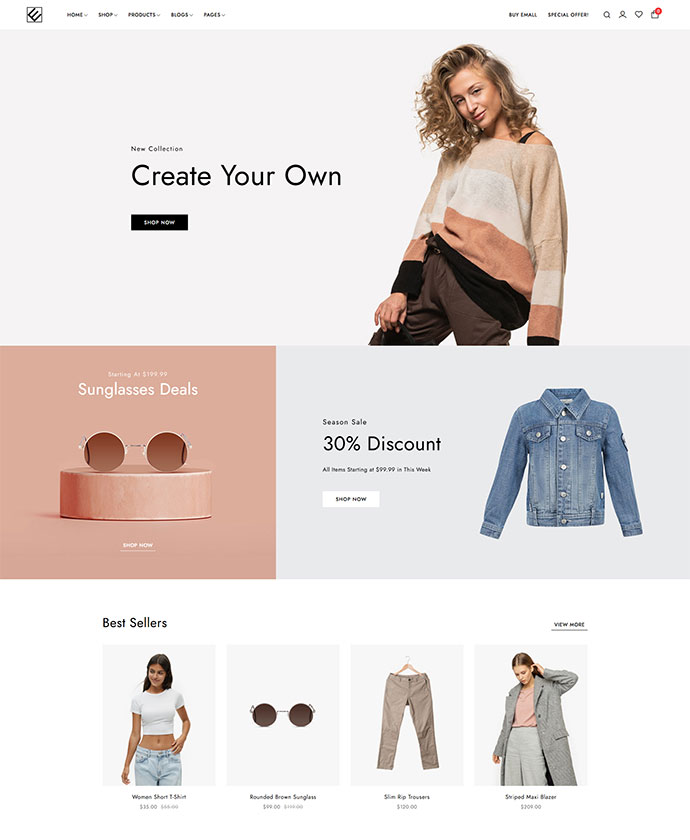 HOME SHOP PRODUCTS BLOGS PAGES BUY EMALL SPECIAL OFFER! 0
New Collection
Create Your Own
SHOP NOW
Starting At $199.99
Sunglasses Deals
SHOP NOW
Season Sale
30% Discount
All Items Starting at $99.99 in This Week
SHOP NOW
Best Sellers
VIEW MORE
Women Short T-Shirt
$35.00 $55.00
Rounded Brown Sunglass
$99.00 $119.00
Slim Rip Trousers
$120.00
Striped Maxi Blazer
$209.00